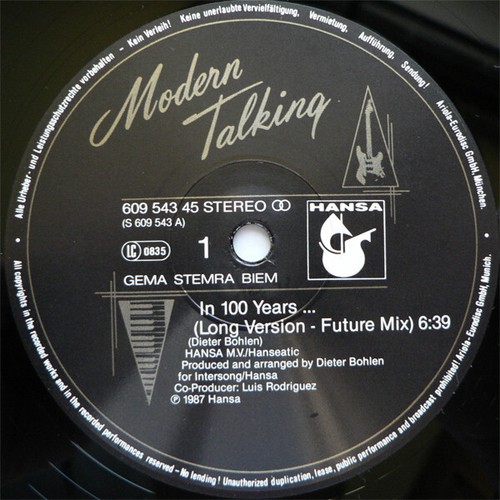 Alle Urheber- und Leistungsschutzrechte vorbehalten – Kein Verleih! Keine unerlaubte Vervielfältigung, Vermietung, Aufführung, Sendung! Ariola-Eurodisc GmbH, München.
Modern
Talking
609 543 45 STEREO
(S 609 543 A)
HANSA
LC 0835
1
GEMA STEMRA BIEM
In 100 Years ...
(Long Version - Future Mix) 6:39
(Dieter Bohlen)
HANSA M.V./Hanseatic
Produced and arranged by Dieter Bohlen
for Intersong/Hansa
Co-Producer: Luis Rodriguez
℗ 1987 Hansa
All copyrights in the recorded works and in the recorded performances reserved – No lending! Unauthorized duplication, lease, public performance and broadcast prohibited! Ariola-Eurodisc GmbH, Munich.